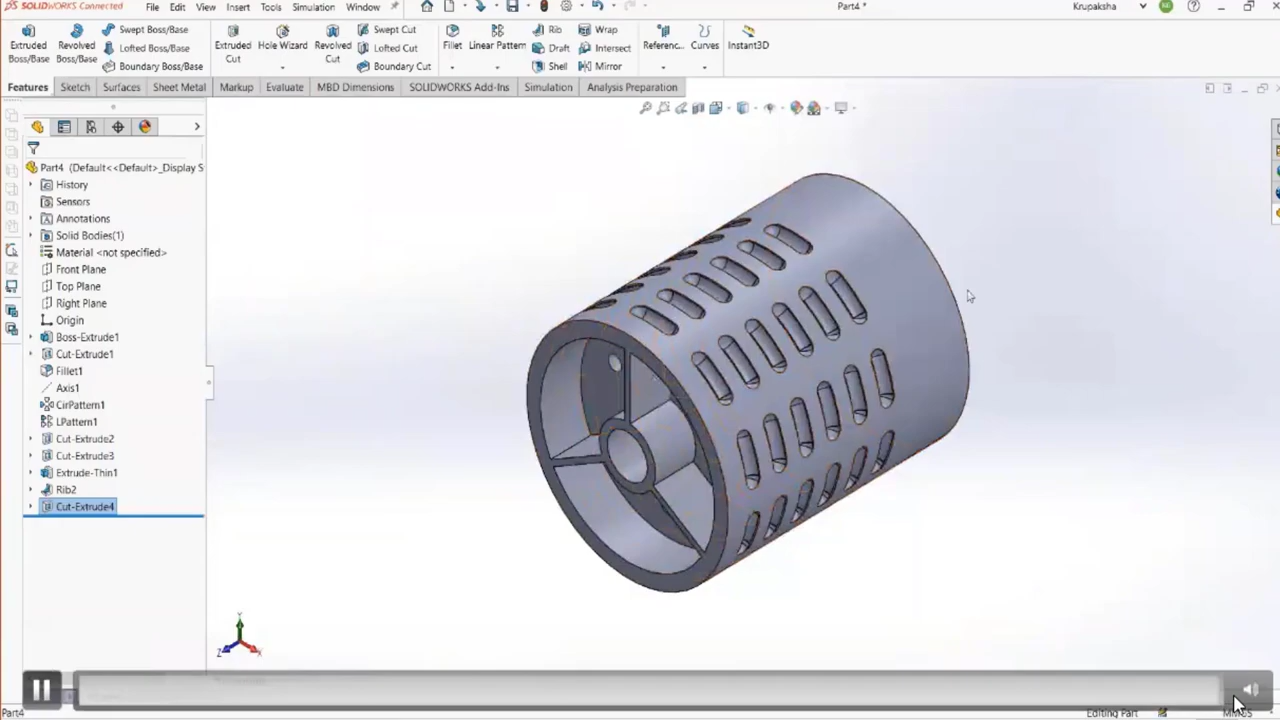 SOLIDWORKS Connected File Edit View Insert Tools Simulation Window Part4 * Krupaksha
Extruded Boss/Base
Revolved Boss/Base
Swept Boss/Base
Lofted Boss/Base
Boundary Boss/Base
Extruded Cut
Hole Wizard
Revolved Cut
Swept Cut
Lofted Cut
Boundary Cut
Fillet
Linear Pattern
Rib
Draft
Shell
Wrap
Intersect
Mirror
Referenc...
Curves
Instant3D
Features Sketch Surfaces Sheet Metal Markup Evaluate MBD Dimensions SOLIDWORKS Add-Ins Simulation Analysis Preparation
Part4 (Default<<Default>_Display S
History
Sensors
Annotations
Solid Bodies(1)
Material <not specified>
Front Plane
Top Plane
Right Plane
Origin
Boss-Extrude1
Cut-Extrude1
Fillet1
Axis1
CirPattern1
LPattern1
Cut-Extrude2
Cut-Extrude3
Extrude-Thin1
Rib2
Cut-Extrude4
Y
Z
X
Part4 Editing Part